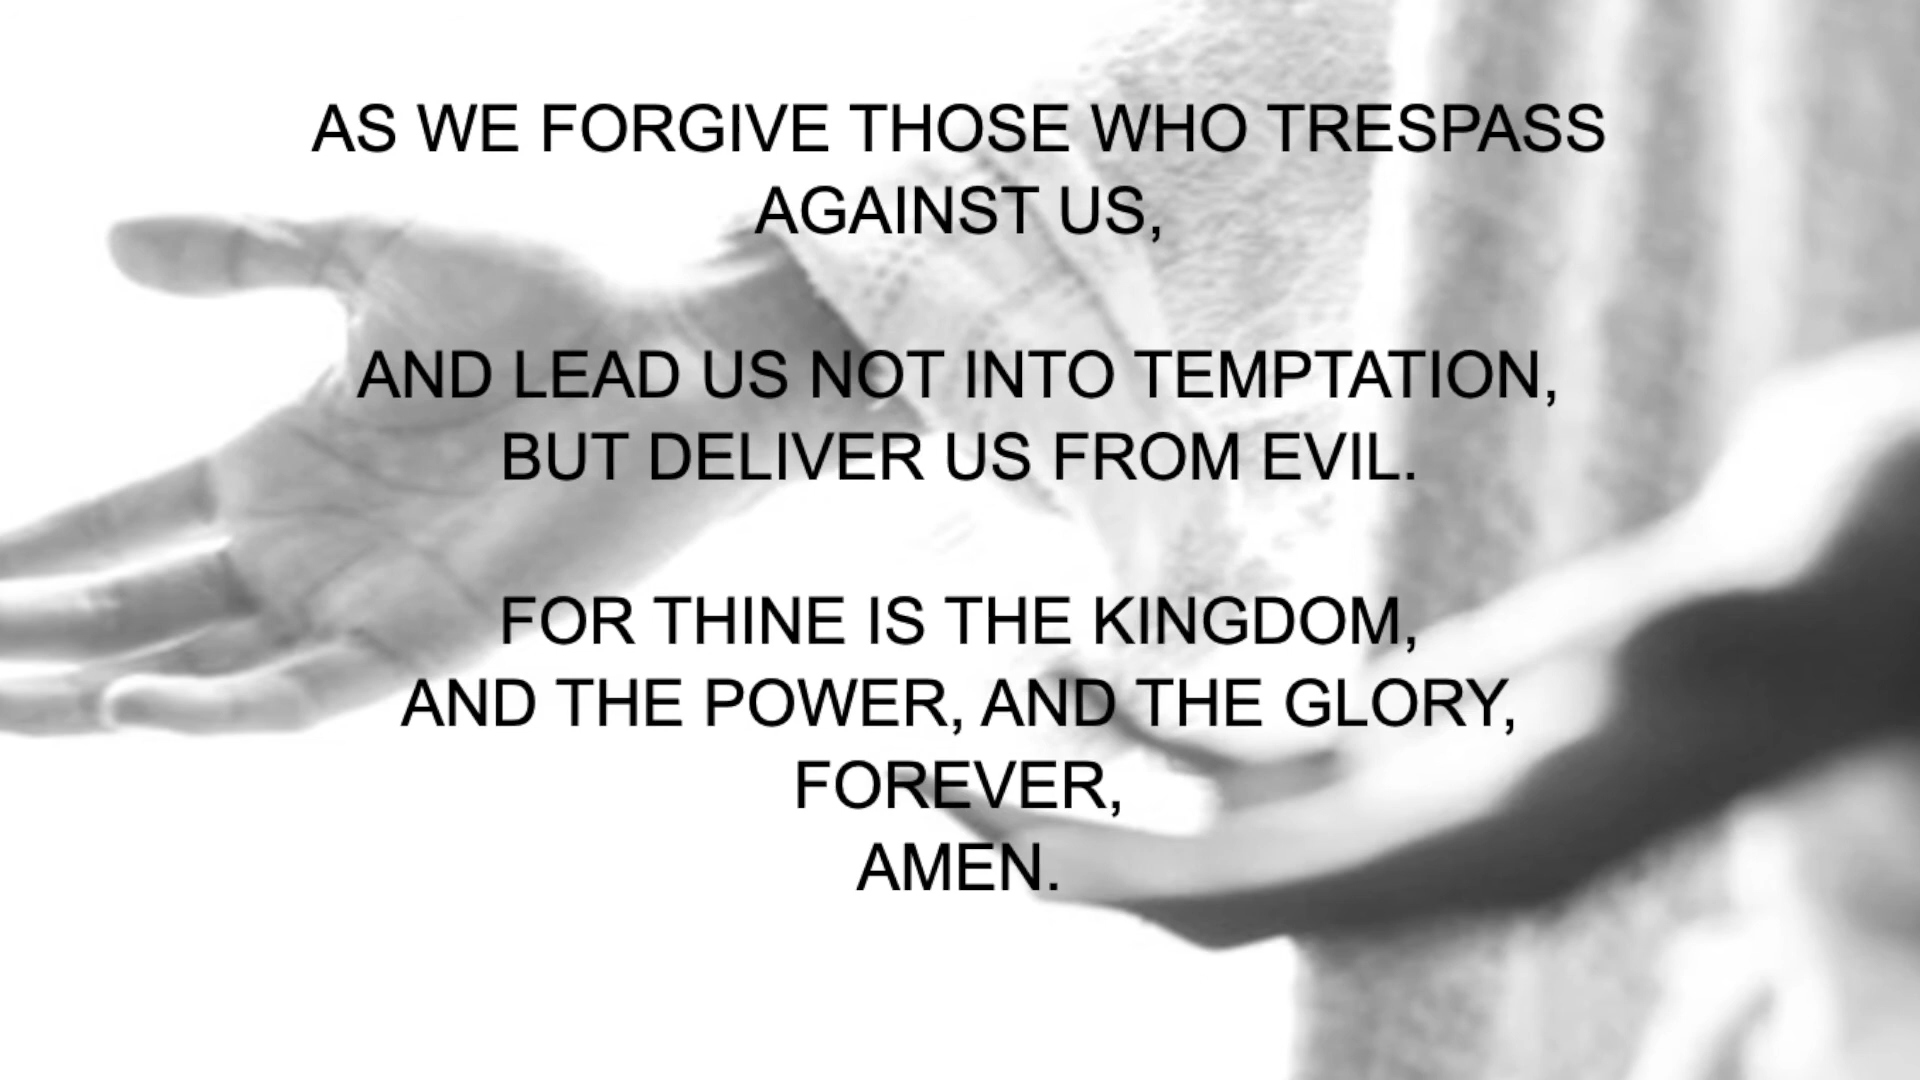 AS WE FORGIVE THOSE WHO TRESPASS
AGAINST US,
AND LEAD US NOT INTO TEMPTATION,
BUT DELIVER US FROM EVIL.
FOR THINE IS THE KINGDOM,
AND THE POWER, AND THE GLORY,
FOREVER,
AMEN.